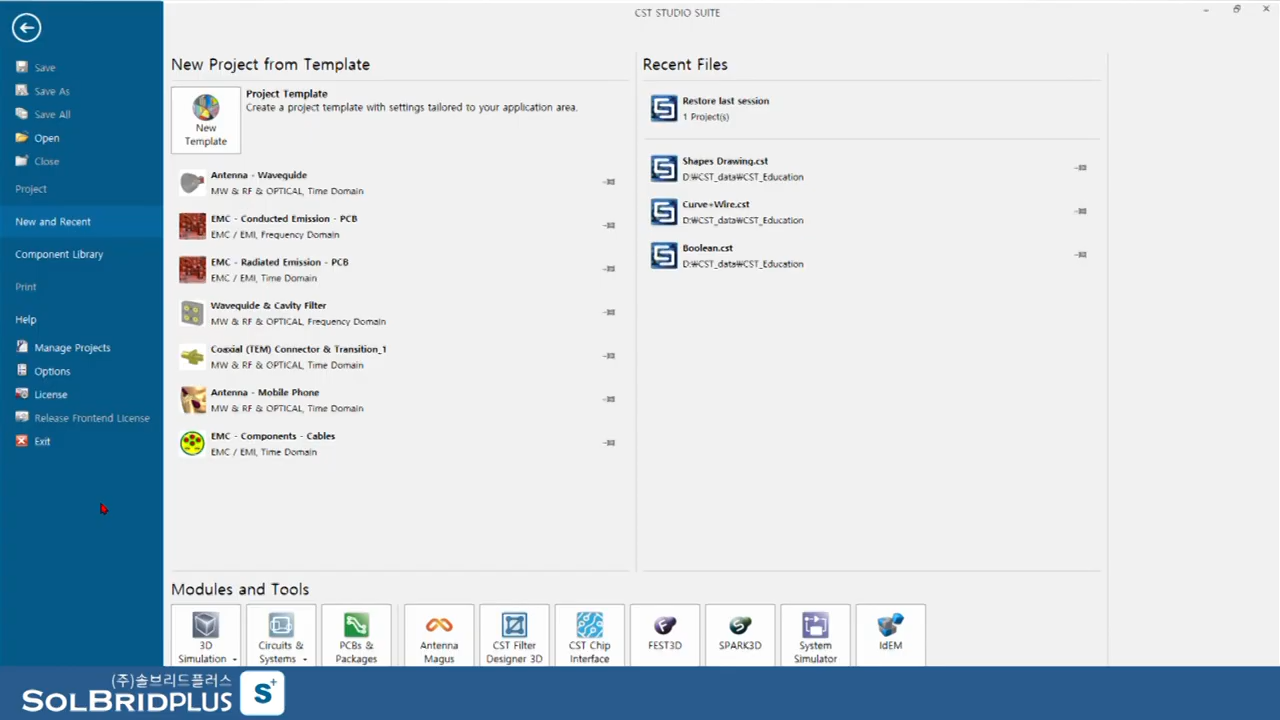 CST STUDIO SUITE
Save
Save As
Save All
Open
Close
Project
New and Recent
Component Library
Print
Help
Manage Projects
Options
License
Release Frontend License
Exit
New Project from Template
New
Template
Project Template
Create a project template with settings tailored to your application area.
Antenna - Waveguide
MW & RF & OPTICAL, Time Domain
EMC - Conducted Emission - PCB
EMC / EMI, Frequency Domain
EMC - Radiated Emission - PCB
EMC / EMI, Time Domain
Waveguide & Cavity Filter
MW & RF & OPTICAL, Frequency Domain
Coaxial (TEM) Connector & Transition_1
MW & RF & OPTICAL, Time Domain
Antenna - Mobile Phone
MW & RF & OPTICAL, Time Domain
EMC - Components - Cables
EMC / EMI, Time Domain
Recent Files
Restore last session
1 Project(s)
Shapes Drawing.cst
D:₩CST_data₩CST_Education
Curve+Wire.cst
D:₩CST_data₩CST_Education
Boolean.cst
D:₩CST_data₩CST_Education
Modules and Tools
3D
Simulation
Circuits &
Systems
PCBs &
Packages
Antenna
Magus
CST Filter
Designer 3D
CST Chip
Interface
FEST3D
SPARK3D
System
Simulator
IdEM
(주)솔브리드플러스
SOLBRIDPLUS
S+